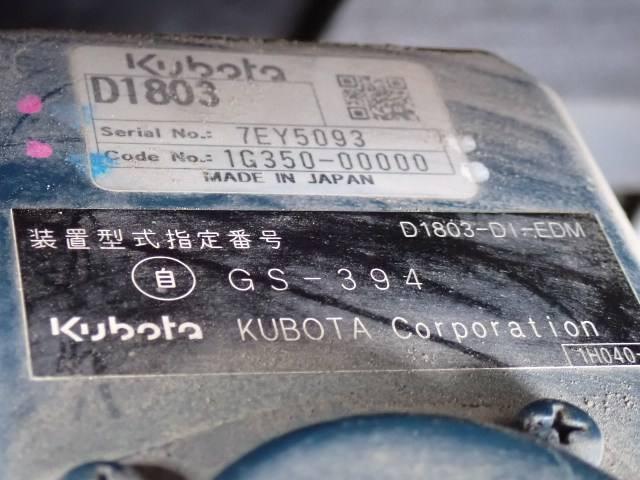 Kubota
D1803
Serial No.: 7EY5093
Code No.: 1G350-00000
MADE IN JAPAN
装置型式指定番号 D1803-DI-EDM
自 GS-394
Kubota KUBOTA Corporation
1H040-